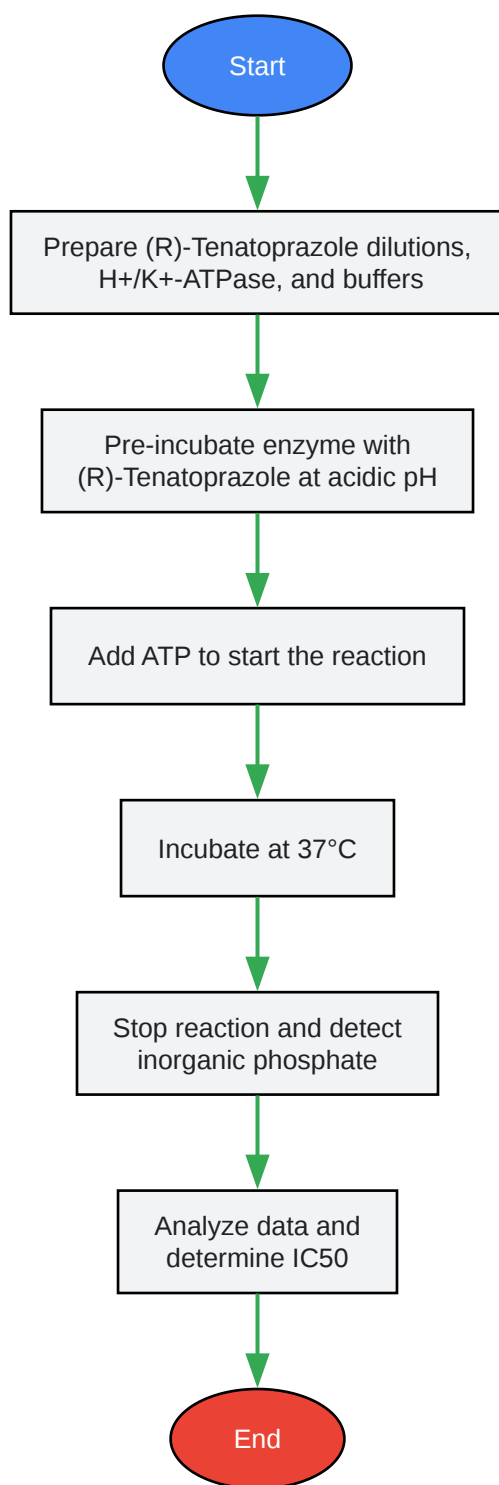 Start
Prepare (R)-Tenatoprazole dilutions,
H+/K+-ATPase, and buffers
Pre-incubate enzyme with
(R)-Tenatoprazole at acidic pH
Add ATP to start the reaction
Incubate at 37°C
Stop reaction and detect
inorganic phosphate
Analyze data and
determine IC50
End